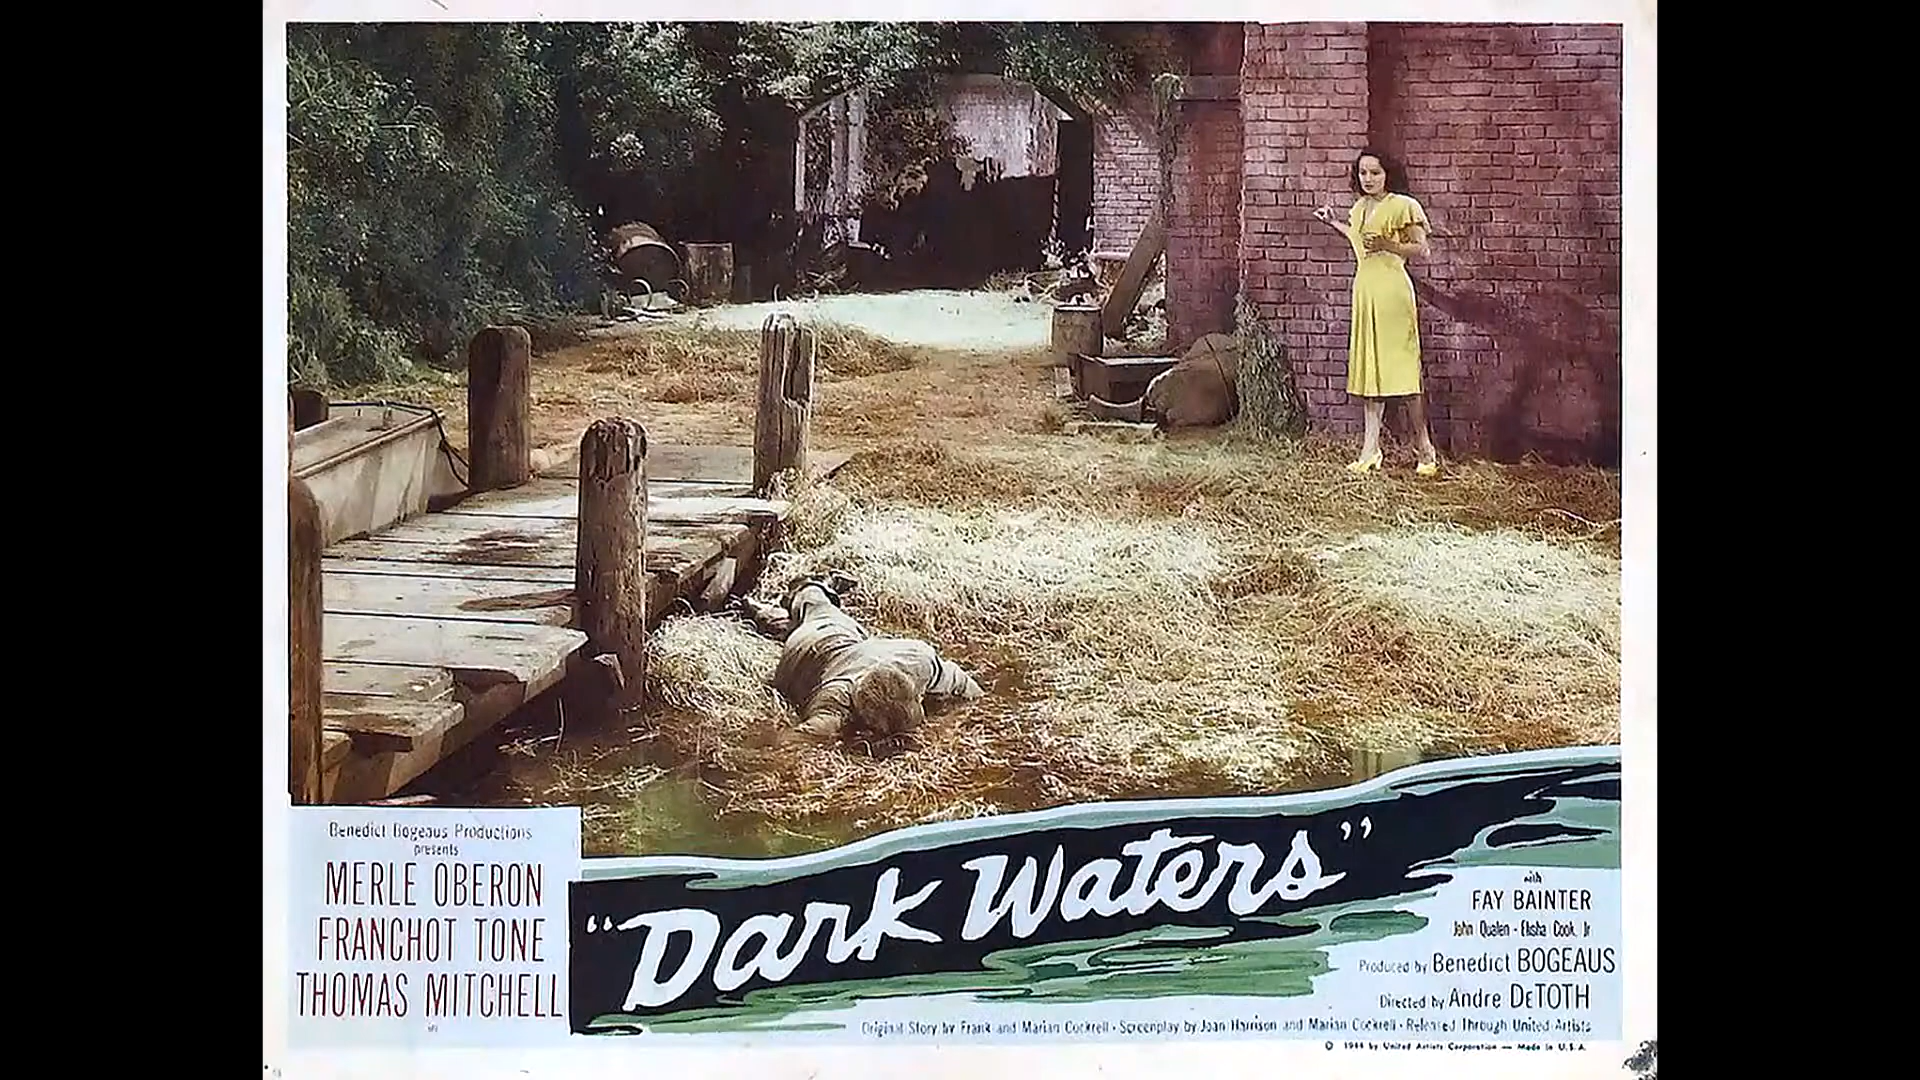 Benedict Bogeaus Productions
presents
MERLE OBERON
FRANCHOT TONE
THOMAS MITCHELL
in
"Dark Waters"
with
FAY BAINTER
John Qualen - Elisha Cook, Jr
Produced by Benedict BOGEAUS
Directed by Andre DETOTH
Original Story by Frank and Marian Cockrell - Screenplay by Joan Harrison and Marian Cockrell - Released Through United Artists
© 1944 by United Artists Corporation — Made in U.S.A.